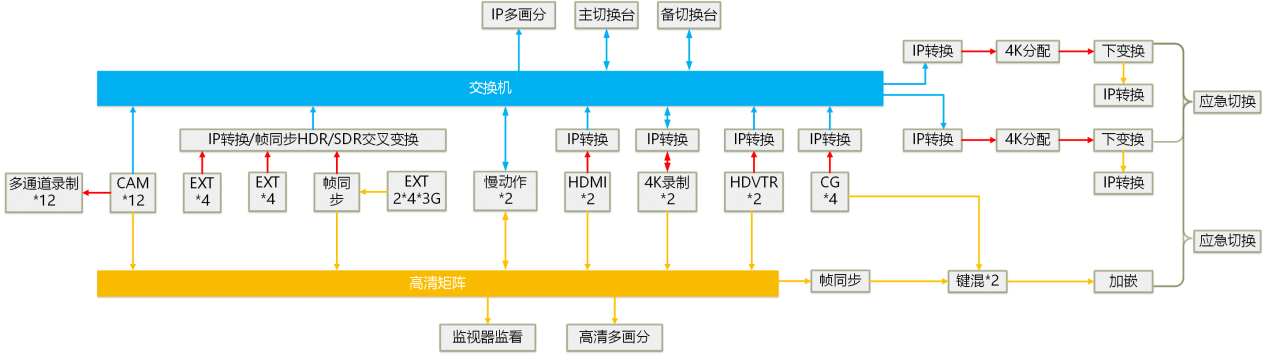 IP多画分
主切换台
备切换台
IP转换
4K分配
下变换
交换机
IP转换
应急切换
IP转换/帧同步HDR/SDR交叉变换
IP转换
IP转换
IP转换
IP转换
IP转换
4K分配
下变换
多通道录制
*12
CAM
*12
EXT
*4
EXT
*4
帧同
步
EXT
2*4*3G
慢动作
*2
HDMI
*2
4K录制
*2
HDVTR
*2
CG
*4
IP转换
应急切换
高清矩阵
帧同步
键混*2
加嵌
监视器监看
高清多画分